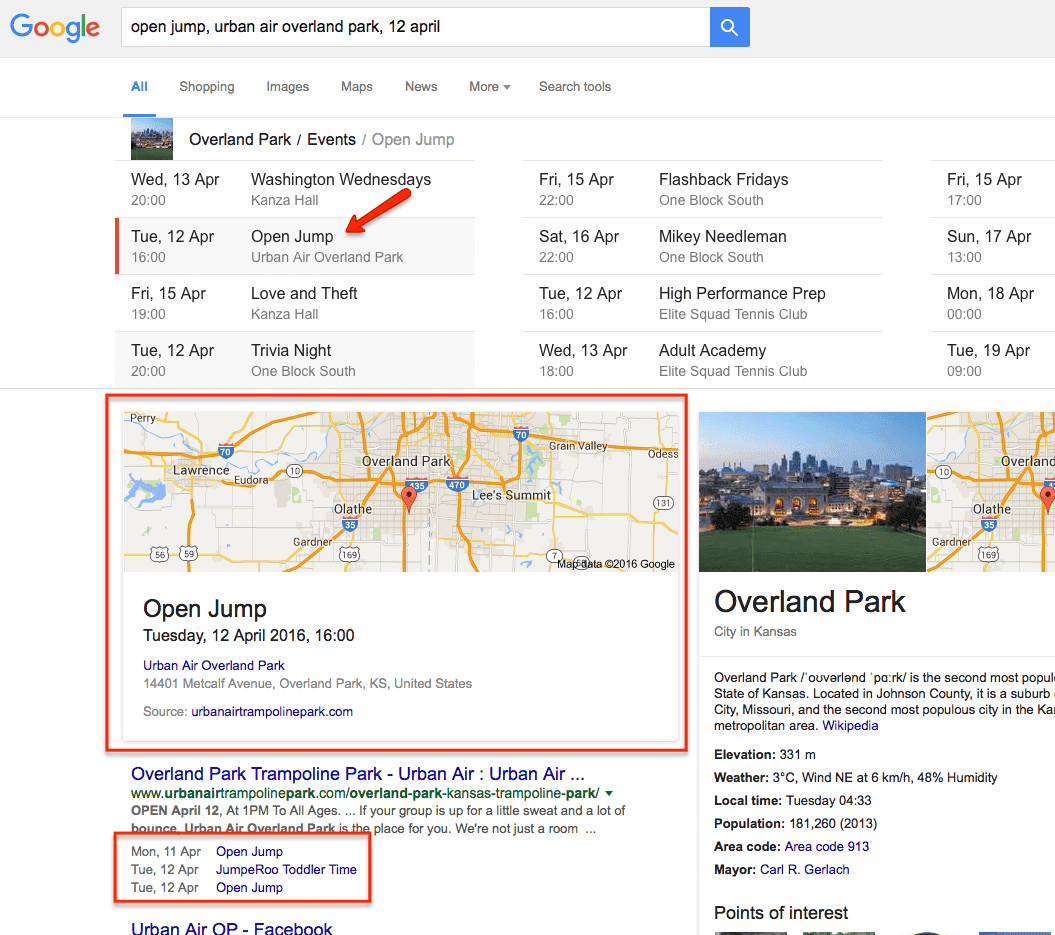 Google
open jump, urban air overland park, 12 april
All Shopping Images Maps News More Search tools
Overland Park / Events / Open Jump
Wed, 13 Apr Washington Wednesdays
20:00 Kanza Hall
Tue, 12 Apr Open Jump
16:00 Urban Air Overland Park
Fri, 15 Apr Love and Theft
19:00 Kanza Hall
Tue, 12 Apr Trivia Night
20:00 One Block South
Fri, 15 Apr Flashback Fridays
22:00 One Block South
Sat, 16 Apr Mikey Needleman
22:00 One Block South
Tue, 12 Apr High Performance Prep
16:00 Elite Squad Tennis Club
Wed, 13 Apr Adult Academy
18:00 Elite Squad Tennis Club
Fri, 15 Apr
17:00
Sun, 17 Apr
13:00
Mon, 18 Apr
00:00
Tue, 19 Apr
09:00
Perry
70
70
Grain Valley
Odess
Lawrence
Eudora
10
Overland Park
435
470
Lee's Summit
131
Olathe
35
Gardner
56
59
169
7
Map data ©2016 Google
Open Jump
Tuesday, 12 April 2016, 16:00
Urban Air Overland Park
14401 Metcalf Avenue, Overland Park, KS, United States
Source: urbanairtrampolinepark.com
Overland Park Trampoline Park - Urban Air : Urban Air ...
www.urbanairtrampolinepark.com/overland-park-kansas-trampoline-park/
OPEN April 12, At 1PM To All Ages. ... If your group is up for a little sweat and a lot of
bounce, Urban Air Overland Park is the place for you. We're not just a room ...
Mon, 11 Apr Open Jump
Tue, 12 Apr JumpeRoo Toddler Time
Tue, 12 Apr Open Jump
Urban Air OP - Facebook
10
Overland
Olathe
35
Gardner
169
Overland Park
City in Kansas
Overland Park /ˈoʊvərlənd ˈpɑːrk/ is the second most popul
State of Kansas. Located in Johnson County, it is a suburb
City, Missouri, and the second most populous city in the Kan
metropolitan area. Wikipedia
Elevation: 331 m
Weather: 3°C, Wind NE at 6 km/h, 48% Humidity
Local time: Tuesday 04:33
Population: 181,260 (2013)
Area code: Area code 913
Mayor: Carl R. Gerlach
Points of interest